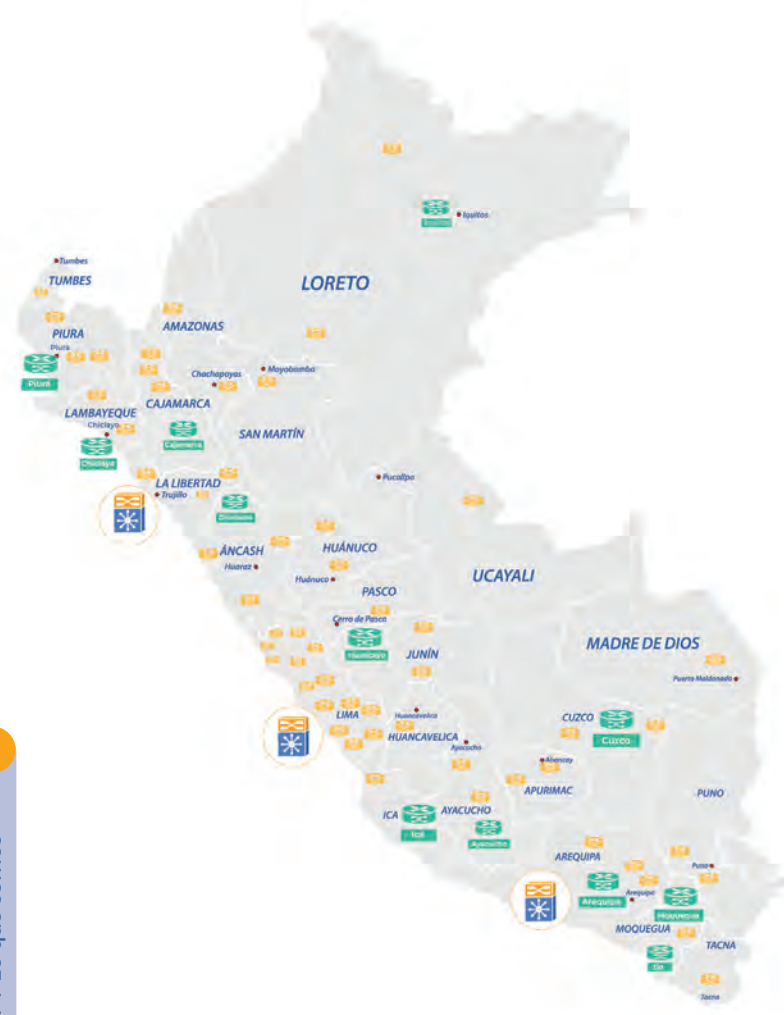 Iquitos
Tumbes
TUMBES
LORETO
PIURA
Piura
AMAZONAS
Piura
Chachapoyas
Moyobamba
CAJAMARCA
LAMBAYEQUE
Chiclayo
Cajamarca
SAN MARTÍN
Chiclayo
LA LIBERTAD
Trujillo
Pucallpa
ÁNCASH
HUÁNUCO
Huaraz
Huánuco
UCAYALI
PASCO
Cerro de Pasco
Huancayo
JUNÍN
MADRE DE DIOS
Puerto Maldonado
LIMA
Huancavelica
CUZCO
Cuzco
HUANCAVELICA
Ayacucho
Abancay
APURIMAC
PUNO
ICA
AYACUCHO
Ica
Ayacucho
AREQUIPA
Puno
Arequipa
Arequipa
Moquegua
MOQUEGUA
TACNA
Ilo
Tacna